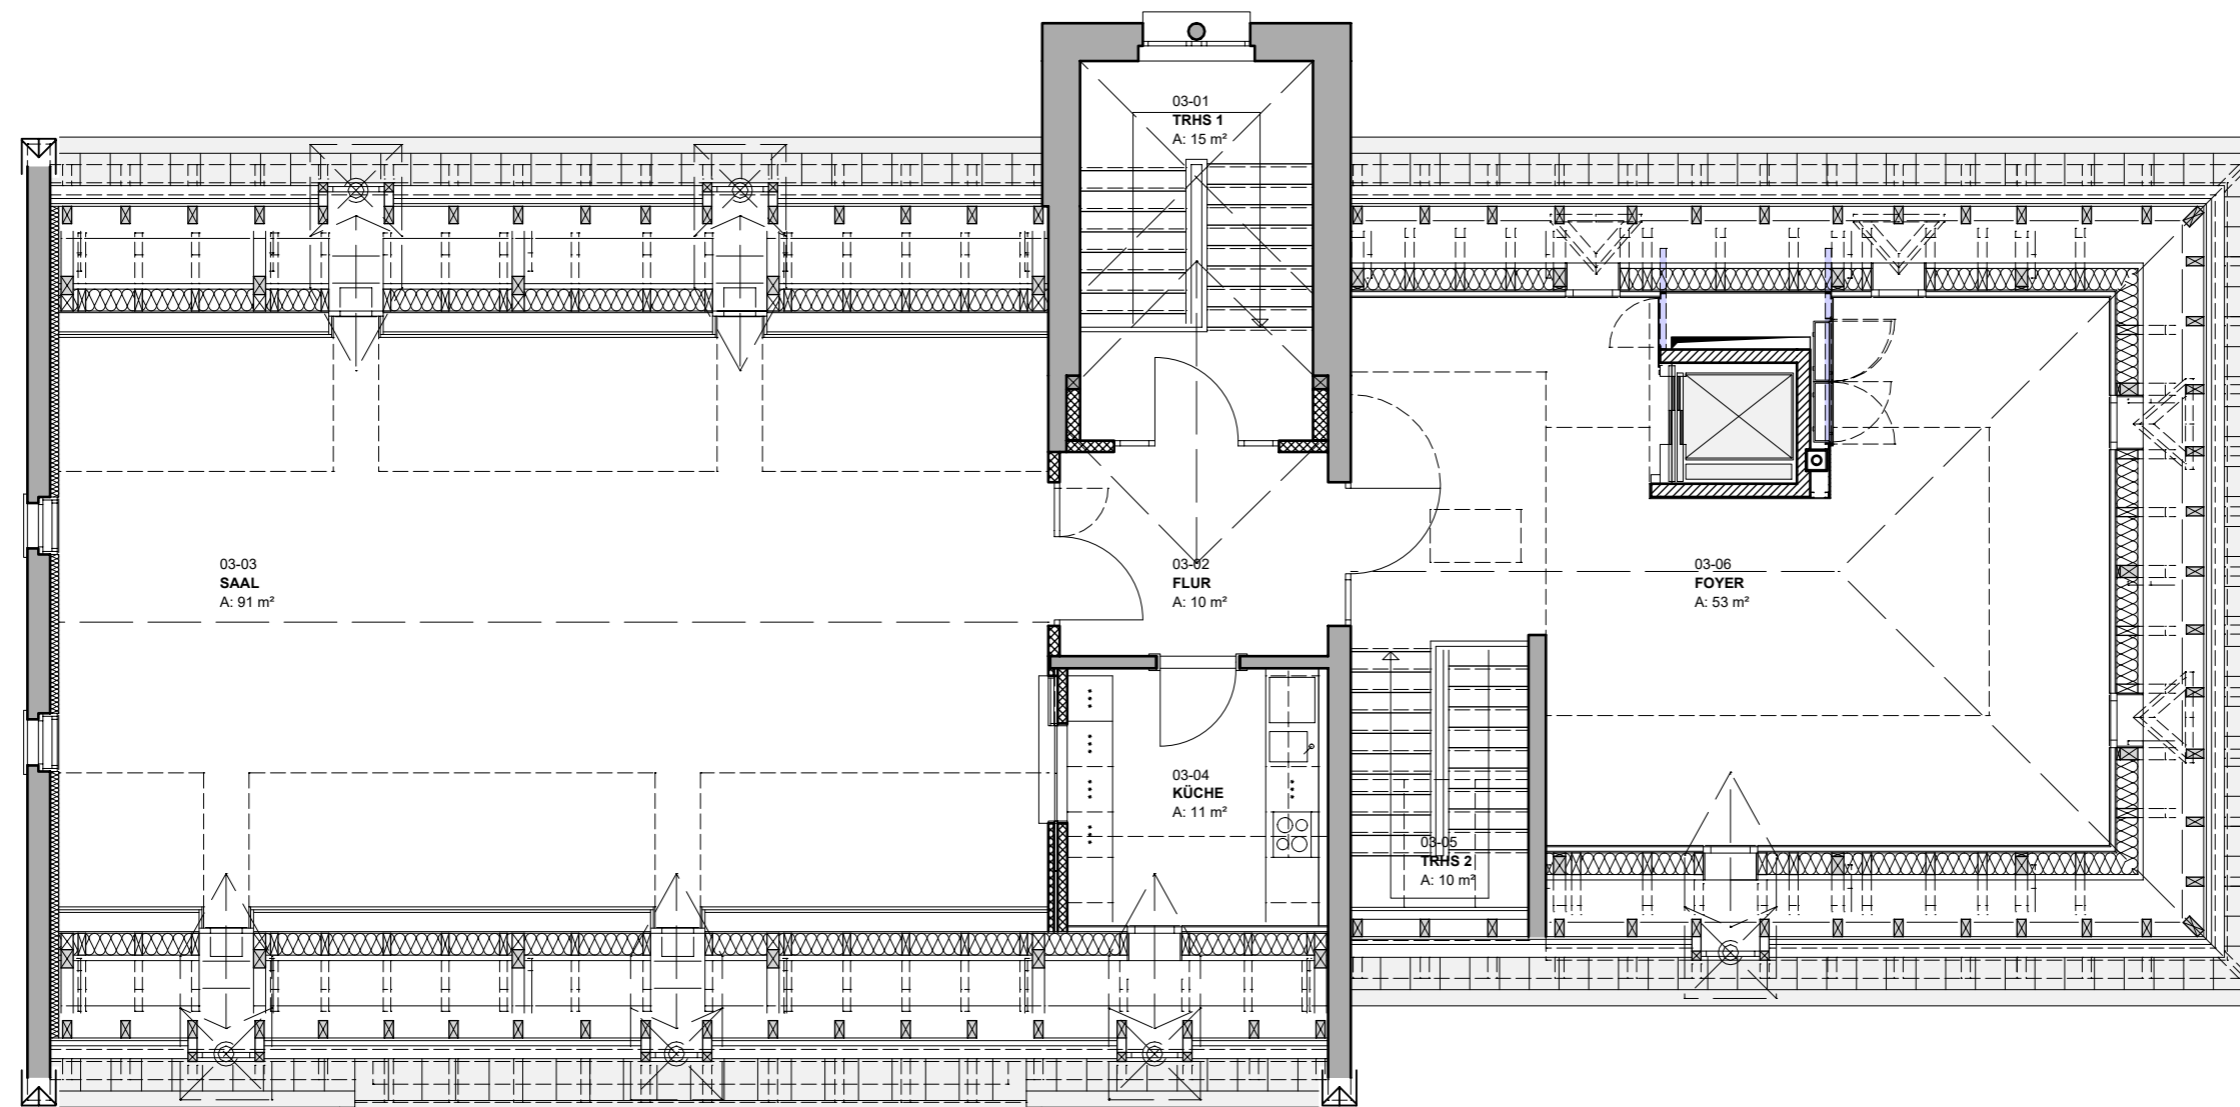 03-01
TRHS 1
A: 15 m²
03-03
SAAL
A: 91 m²
03-02
FLUR
A: 10 m²
03-06
FOYER
A: 53 m²
03-04
KÜCHE
A: 11 m²
03-05
TRHS 2
A: 10 m²